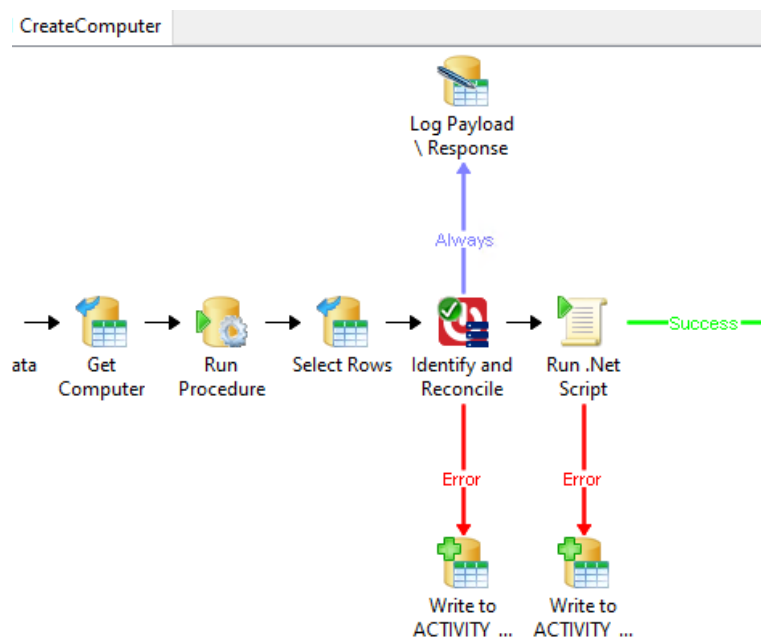 CreateComputer
Log Payload
\ Response
Always
ata
Get
Computer
Run
Procedure
Select Rows
Identify and
Reconcile
Run .Net
Script
Success
Error
Error
Write to
ACTIVITY ...
Write to
ACTIVITY ...